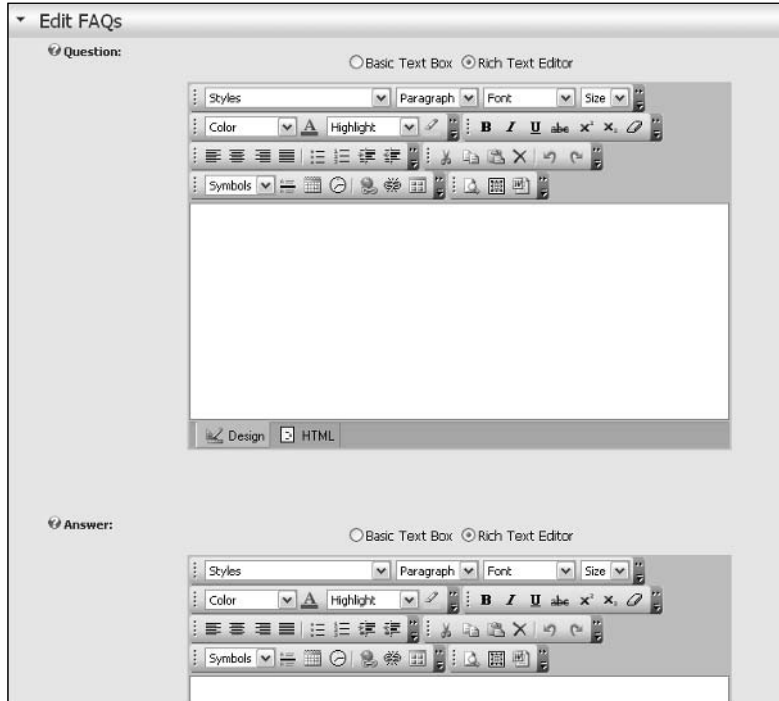 Edit FAQs
Question:
Basic Text Box Rich Text Editor
Styles Paragraph Font Size
Color A Highlight B I U abc x² x₂
Symbols
Design HTML
Answer:
Basic Text Box Rich Text Editor
Styles Paragraph Font Size
Color A Highlight B I U abc x² x₂
Symbols